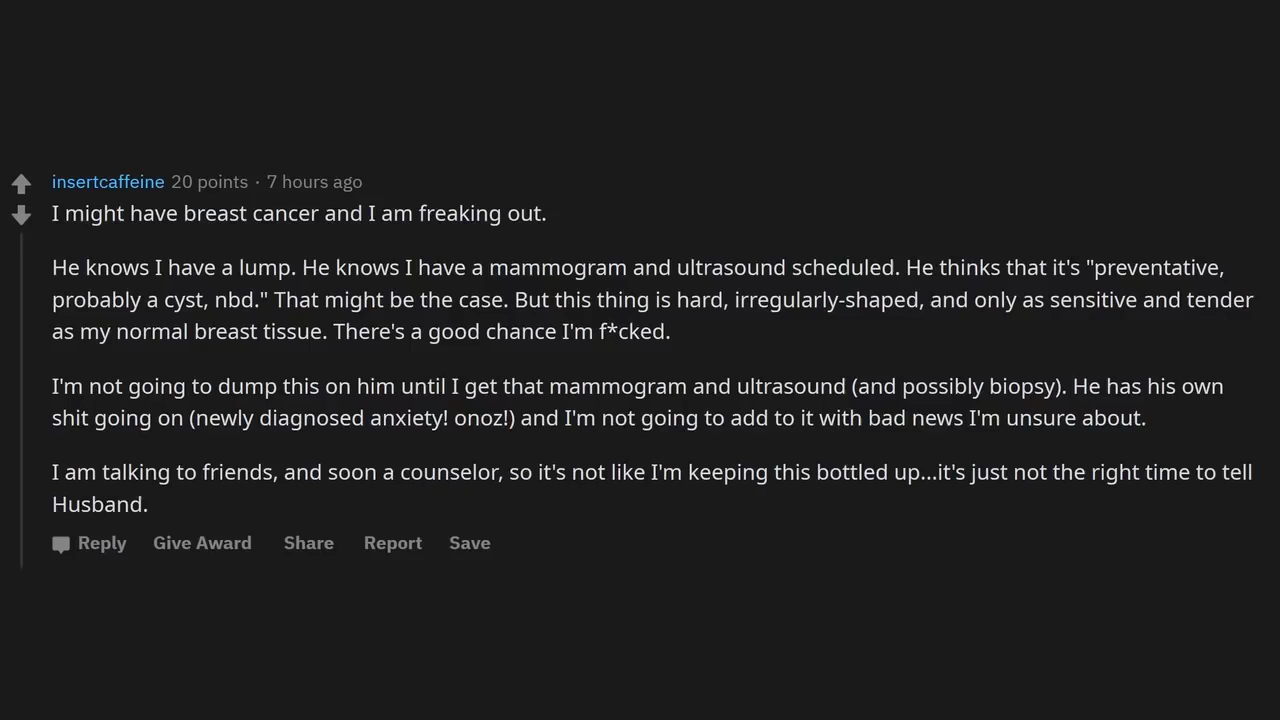 insertcaffeine 20 points · 7 hours ago
I might have breast cancer and I am freaking out.
He knows I have a lump. He knows I have a mammogram and ultrasound scheduled. He thinks that it's "preventative,
probably a cyst, nbd." That might be the case. But this thing is hard, irregularly-shaped, and only as sensitive and tender
as my normal breast tissue. There's a good chance I'm f*cked.
I'm not going to dump this on him until I get that mammogram and ultrasound (and possibly biopsy). He has his own
shit going on (newly diagnosed anxiety! onoz!) and I'm not going to add to it with bad news I'm unsure about.
I am talking to friends, and soon a counselor, so it's not like I'm keeping this bottled up...it's just not the right time to tell
Husband.
Reply Give Award Share Report Save